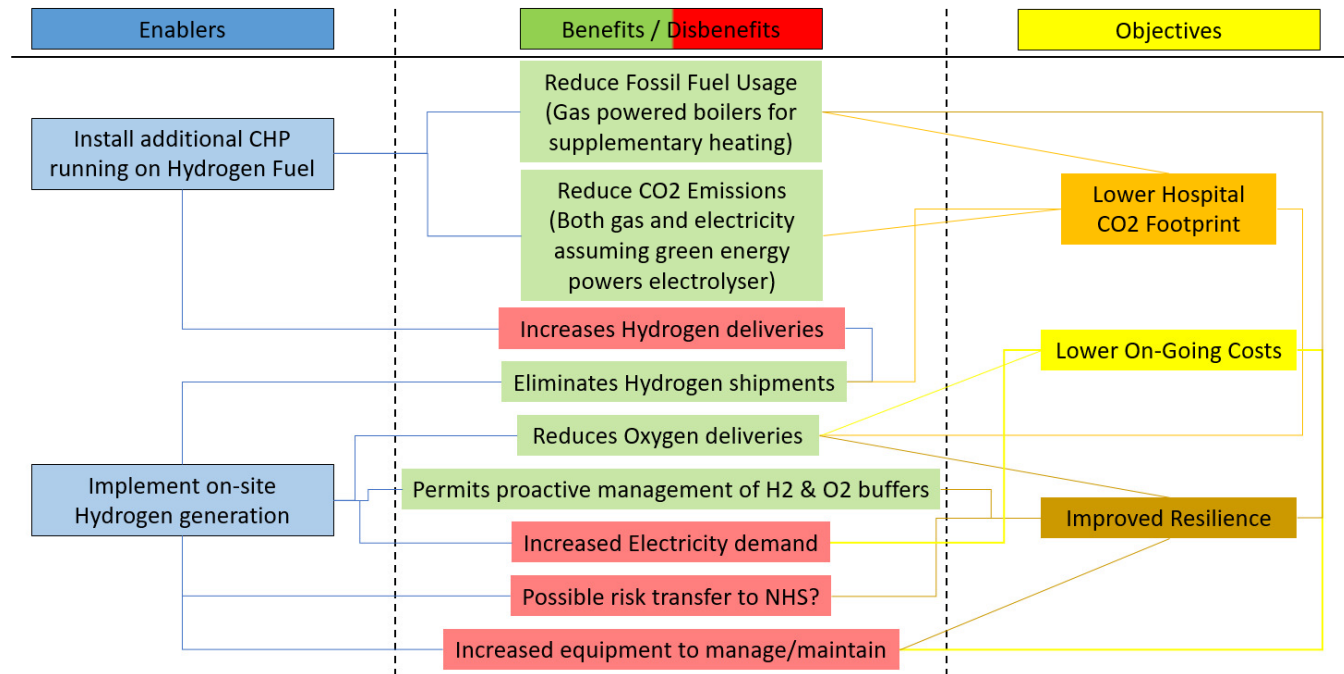 Enablers
Benefits / Disbenefits
Objectives
Install additional CHP
running on Hydrogen Fuel
Implement on-site
Hydrogen generation
Reduce Fossil Fuel Usage
(Gas powered boilers for
supplementary heating)
Reduce CO2 Emissions
(Both gas and electricity
assuming green energy
powers electrolyser)
Increases Hydrogen deliveries
Eliminates Hydrogen shipments
Reduces Oxygen deliveries
Permits proactive management of H2 & O2 buffers
Increased Electricity demand
Possible risk transfer to NHS?
Increased equipment to manage/maintain
Lower Hospital
CO2 Footprint
Lower On-Going Costs
Improved Resilience